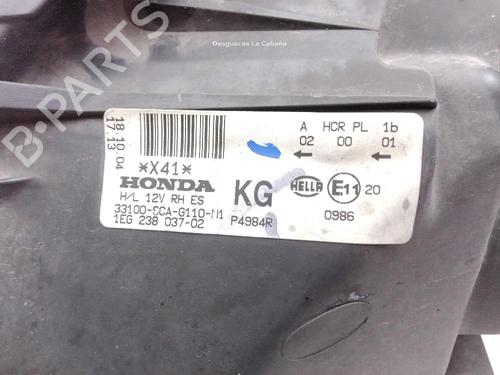 Desguaces La Cabaña
B-PARTS
18.10.04
17.13
*X41*
HONDA
H/L 12V RH ES
33100-SCA-G110-M1
1EG 238 037-02
KG
P4984R
A HCR PL 1b
02 00 01
HELLA E11 20
0986